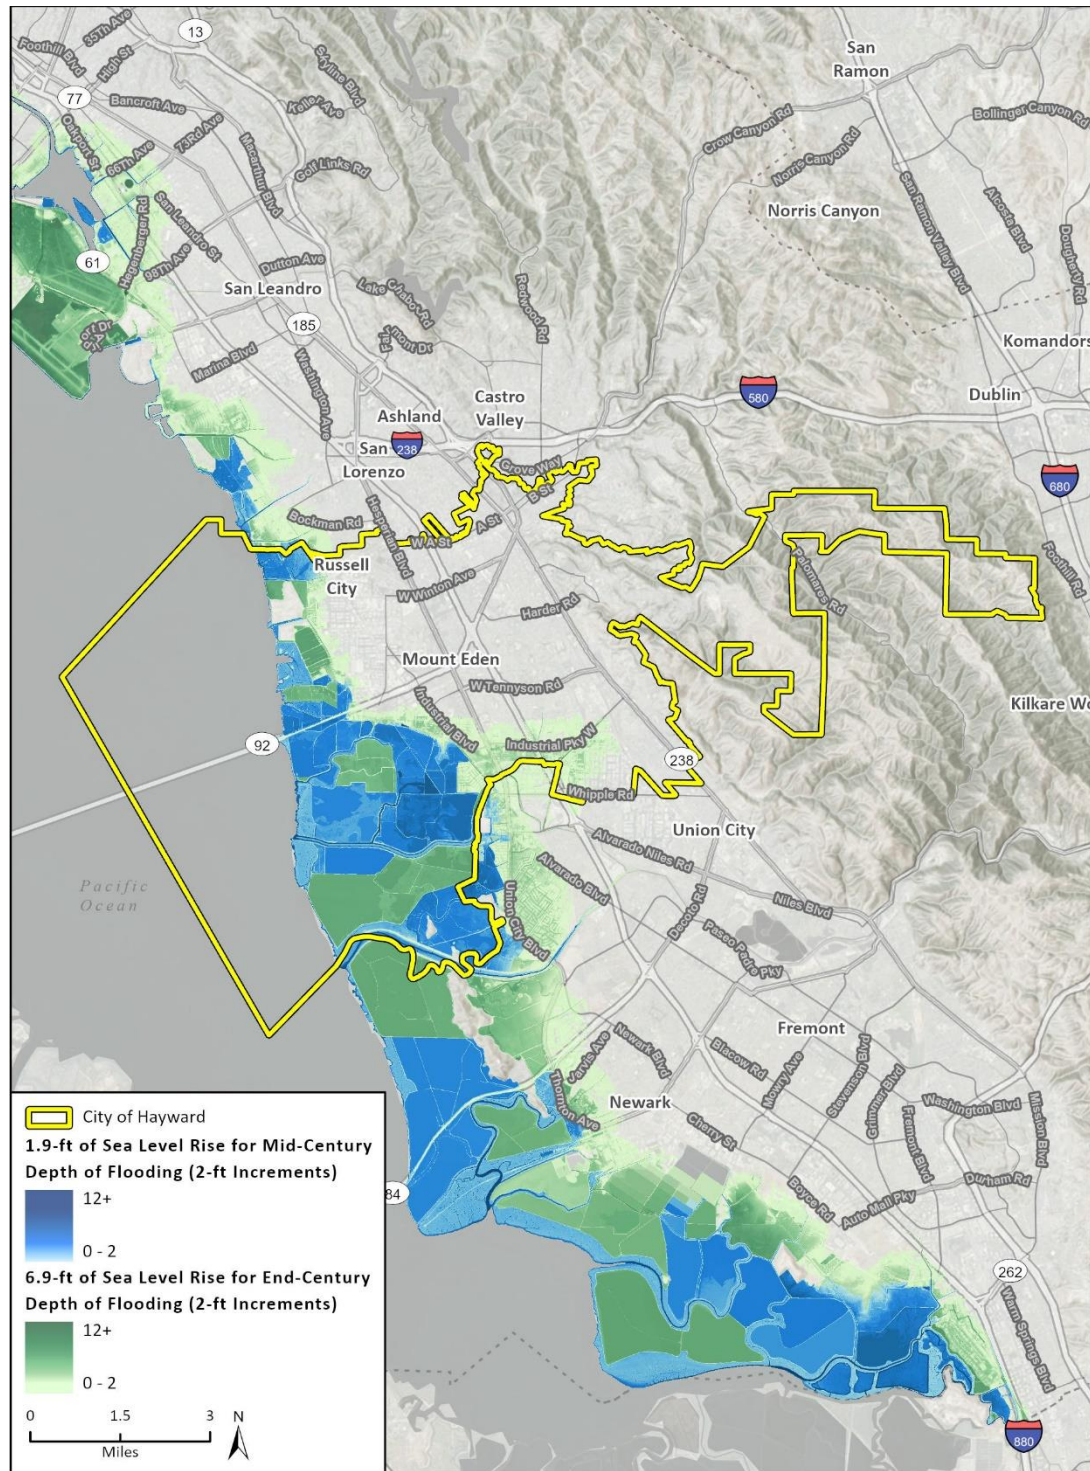 13
35Th Ave
Foothill Blvd
High St
Skyline Blvd
San
Ramon
77
Bancroft Ave
Keller Ave
Bollinger Canyon Rd
Oakport St
66Th Ave
73Rd Ave
Macarthur Blvd
Golf Links Rd
Crow Canyon Rd
Norris Canyon Rd
San Ramon Valley Blvd
Alcosta Blvd
Dougherty Rd
Norris Canyon
61
Hegenberger Rd
San Leandro St
98Th Ave
Dutton Ave
San Leandro
Lake Chabot Rd
Redwood Rd
185
Marina Blvd
Washington Ave
Komandors
580
Dublin
Castro
Valley
Ashland
238
San
Lorenzo
Grove Way
B St
680
Bockman Rd
Hesperian Blvd
W A St
A St
Russell
City
W Winton Ave
Palomares Rd
Foothill Rd
Harder Rd
Mount Eden
W Tennyson Rd
Industrial Blvd
Kilkare Wo
92
Industrial Pky W
238
Whipple Rd
Union City
Pacific
Ocean
Alvarado Niles Rd
Alvarado Blvd
Union City Blvd
Decoto Rd
Niles Blvd
Paseo Padre Pky
Fremont
Newark Blvd
Jarvis Ave
Blacow Rd
Mowry Ave
Stevenson Blvd
Grimmer Blvd
Washington Blvd
Mission Blvd
Thornton Ave
Newark
Cherry St
Fremont Blvd
Durham Rd
Boyce Rd
Auto Mall Pky
84
262
Warm Springs Blvd
880
City of Hayward
1.9-ft of Sea Level Rise for Mid-Century
Depth of Flooding (2-ft Increments)
12+
0 - 2
6.9-ft of Sea Level Rise for End-Century
Depth of Flooding (2-ft Increments)
12+
0 - 2
0 1.5 3
Miles
N